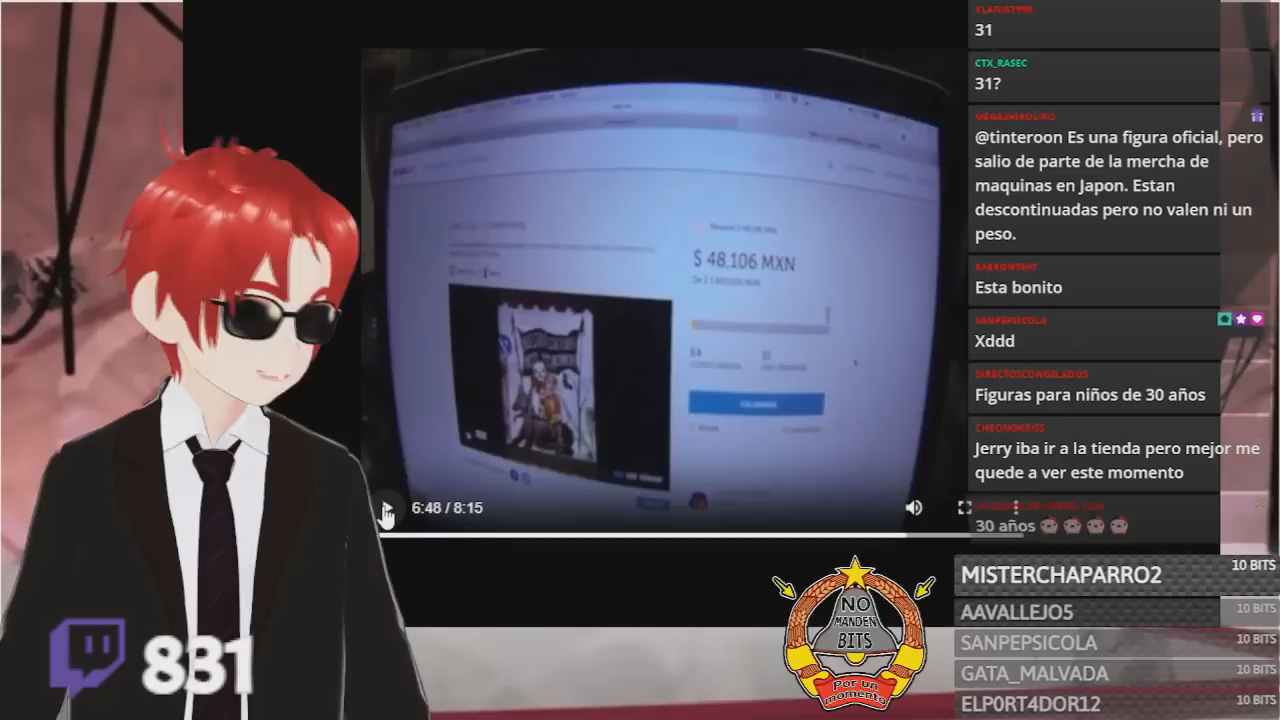 31
CTX_RASEC
31?
@tinteroon Es una figura oficial, pero
salio de parte de la mercha de
maquinas en Japon. Estan
descontinuadas pero no valen ni un
peso.
Esta bonito
SANPEPSICOLA
Xddd
DIRECTOSCONGELADOS
Figuras para niños de 30 años
Jerry iba ir a la tienda pero mejor me
quede a ver este momento
30 años
$ 48,106 MXN
6:48 / 8:15
NO
MANDEN
BITS
Por un
momento
MISTERCHAPARRO2 10 BITS
AAVALLEJO5 10 BITS
SANPEPSICOLA 10 BITS
GATA_MALVADA 10 BITS
ELP0RT4DOR12 10 BITS
831